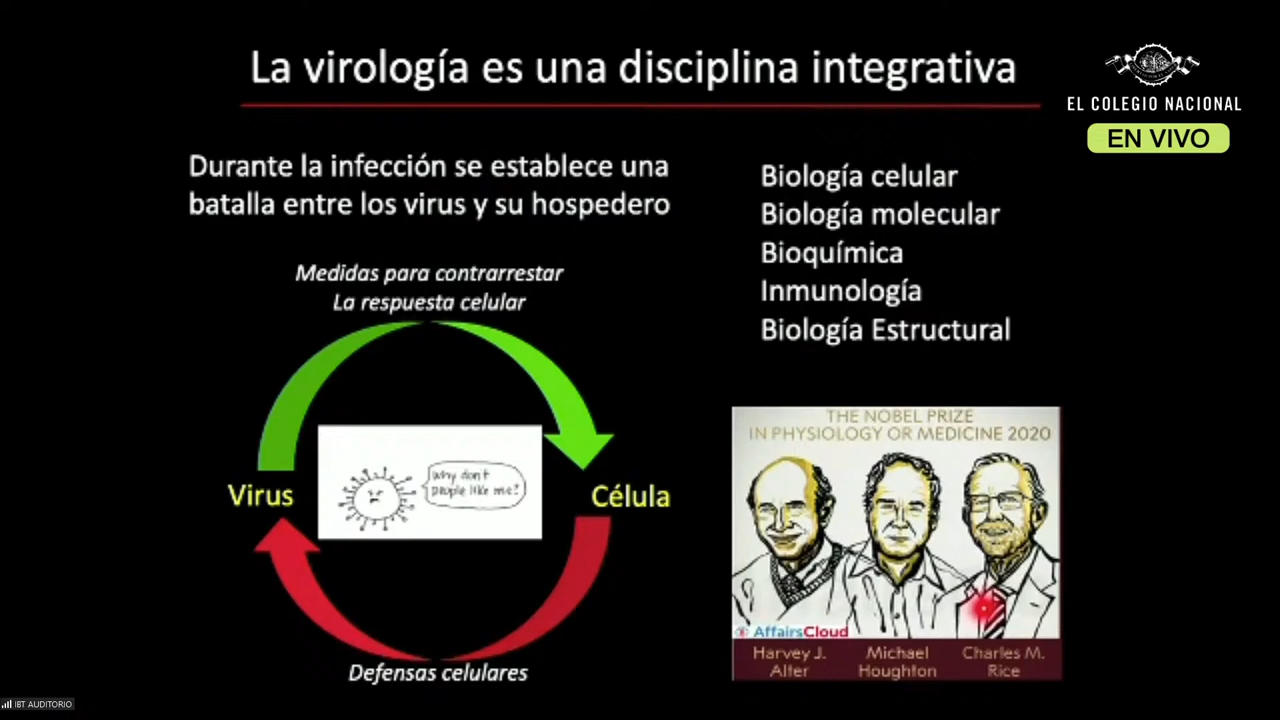 La virología es una disciplina integrativa
EL COLEGIO NACIONAL
EN VIVO
Durante la infección se establece una
batalla entre los virus y su hospedero
Medidas para contrarrestar
La respuesta celular
Virus
Why don't
people like me?
Célula
Defensas celulares
Biología celular
Biología molecular
Bioquímica
Inmunología
Biología Estructural
THE NOBEL PRIZE
IN PHYSIOLOGY OR MEDICINE 2020
AffairsCloud
Harvey J.
Alter
Michael
Houghton
Charles M.
Rice
IBT AUDITORIO